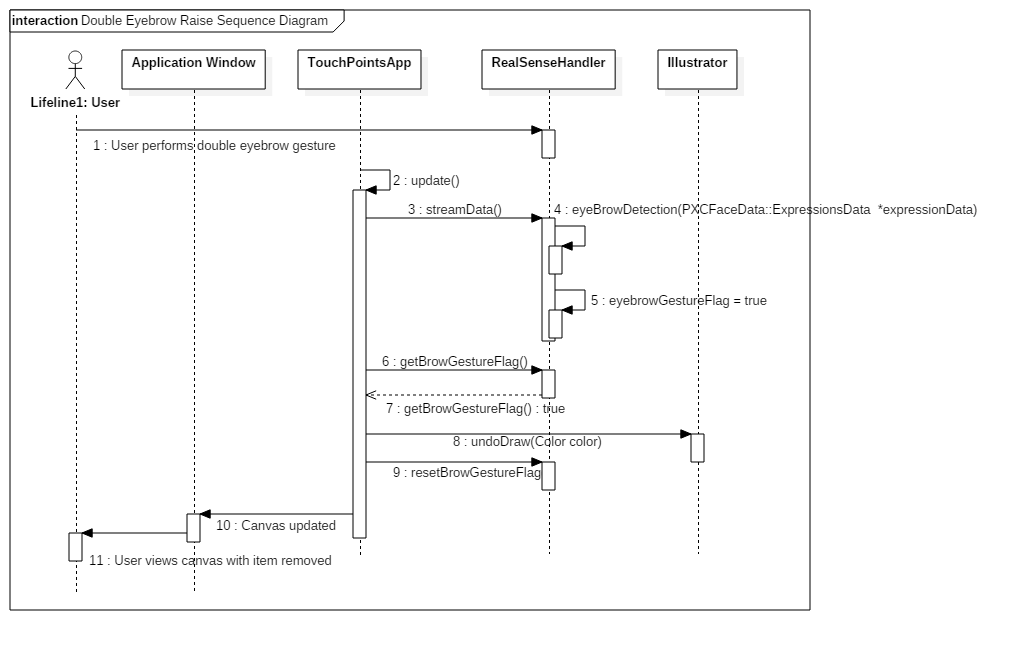 interaction Double Eyebrow Raise Sequence Diagram
Application Window
TouchPointsApp
RealSenseHandler
Illustrator
Lifeline1: User
1 : User performs double eyebrow gesture
2 : update()
3 : streamData()
4 : eyeBrowDetection(PXCFaceData::ExpressionsData *expressionData)
5 : eyebrowGestureFlag = true
6 : getBrowGestureFlag()
7 : getBrowGestureFlag() : true
8 : undoDraw(Color color)
9 : resetBrowGestureFlag
10 : Canvas updated
11 : User views canvas with item removed